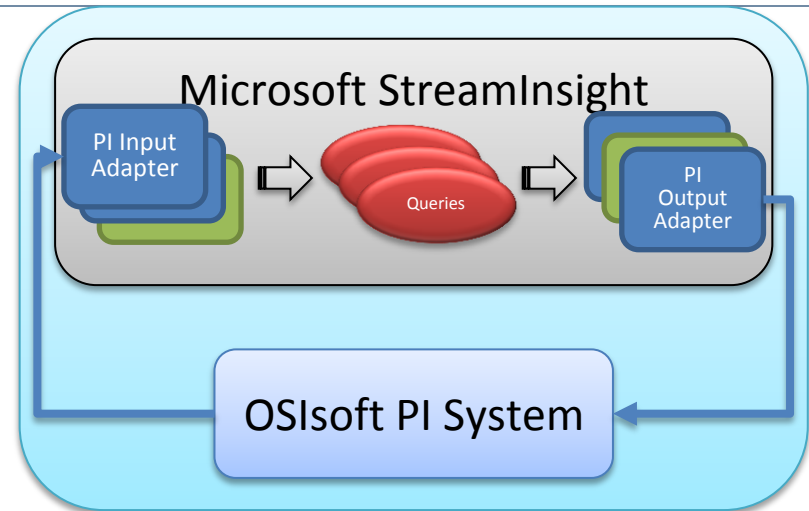 Microsoft StreamInsight
PI Input
Adapter
Queries
PI
Output
Adapter
OSIsoft PI System